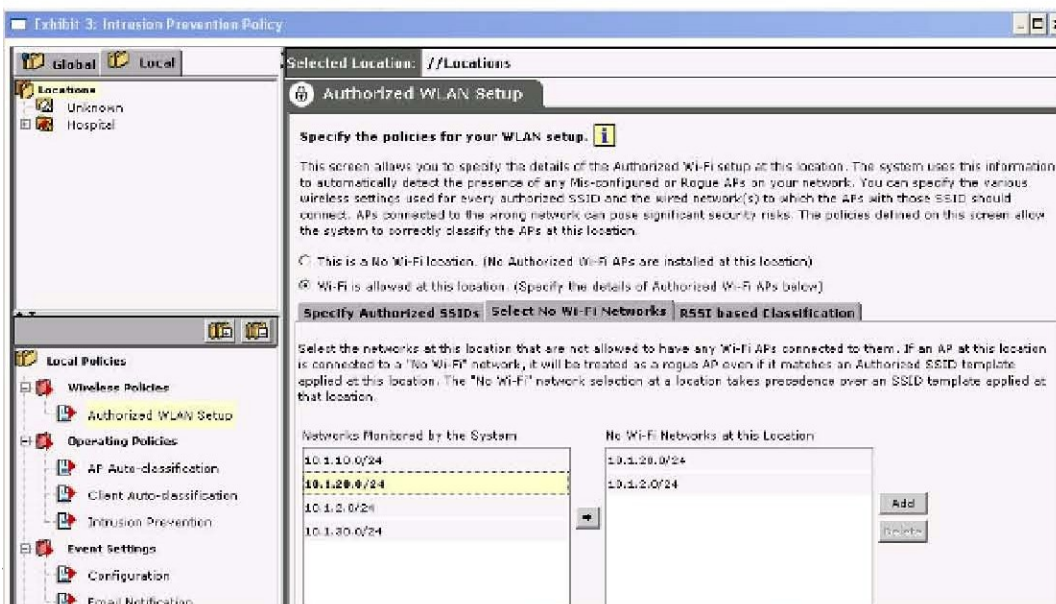 Exhibit 3: Intrusion Prevention Policy
Global Local
Locations
Unknown
Hospital
Local Policies
Wireless Policies
Authorized WLAN Setup
Operating Policies
AP Auto-classification
Client Auto-classification
Intrusion Prevention
Event Settings
Configuration
Email Notification
Selected Location: //Locations
Authorized WLAN Setup
Specify the policies for your WLAN setup. i
This screen allows you to specify the details of the Authorized Wi-Fi setup at this location. The system uses this information
to automatically detect the presence of any Mis-configured or Rogue APs on your network. You can specify the various
wireless settings used for every authorized SSID and the wired network(s) to which the APs with those SSID should
connect. APs connected to the wrong network can pose significant security risks. The policies defined on this screen allow
the system to correctly classify the APs at this location.
This is a No Wi-Fi location. (No Authorized Wi-Fi APs are installed at this location)
Wi-Fi is allowed at this location. (Specify the details of Authorized Wi-Fi APs below)
Specify Authorized SSIDs Select No Wi-Fi Networks RSSI based Classification
Select the networks at this location that are not allowed to have any Wi-Fi APs connected to them. If an AP at this location
is connected to a "No Wi-Fi" network, it will be treated as a rogue AP even if it matches an Authorized SSID template
applied at this location. The "No Wi-Fi" network selection at a location takes precedence over an SSID template applied at
that location.
Networks Monitored by the System
10.1.10.0/24
10.1.20.0/24
10.1.2.0/24
10.1.30.0/24
No Wi-Fi Networks at this Location
10.1.20.0/24
10.1.2.0/24
Add
Delete